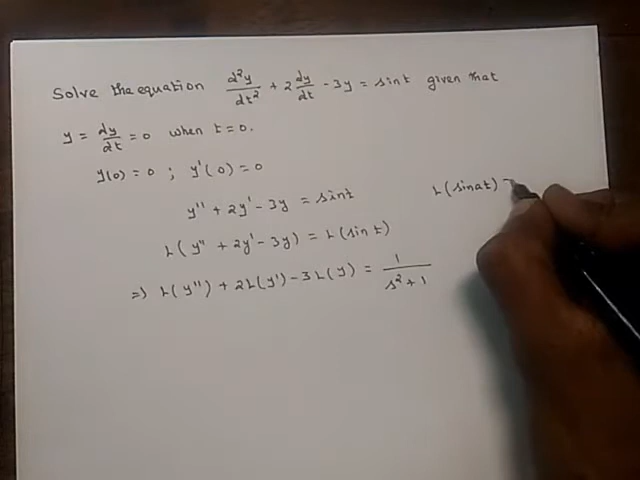 Solve the equation d²y/dt² + 2 dy/dt - 3y = sint given that
y = dy/dt = 0 when t = 0.
y(0) = 0 ; y'(0) = 0
y'' + 2y' - 3y = sint
L(sinat) =
L(y'' + 2y' - 3y) = L(sint)
=> L(y'') + 2L(y') - 3L(y) = 1/(s² + 1)